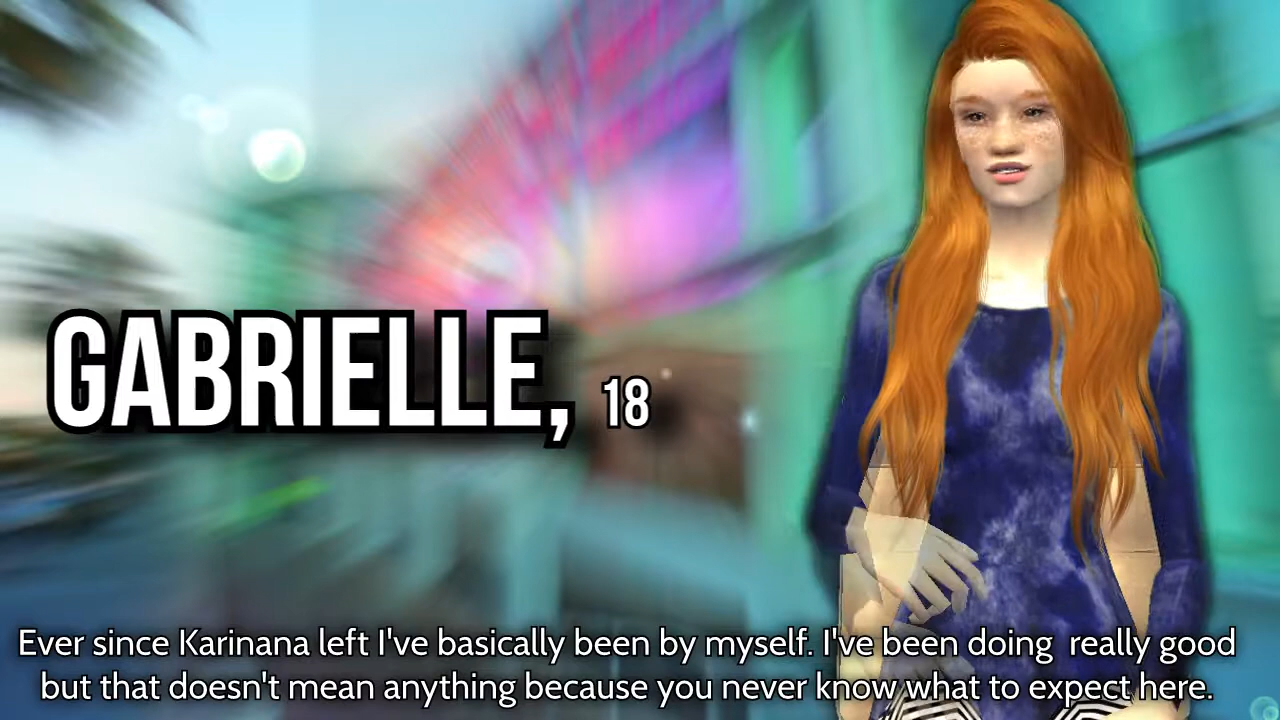 GABRIELLE, 18
Ever since Karinana left I've basically been by myself. I've been doing  really good
but that doesn't mean anything because you never know what to expect here.